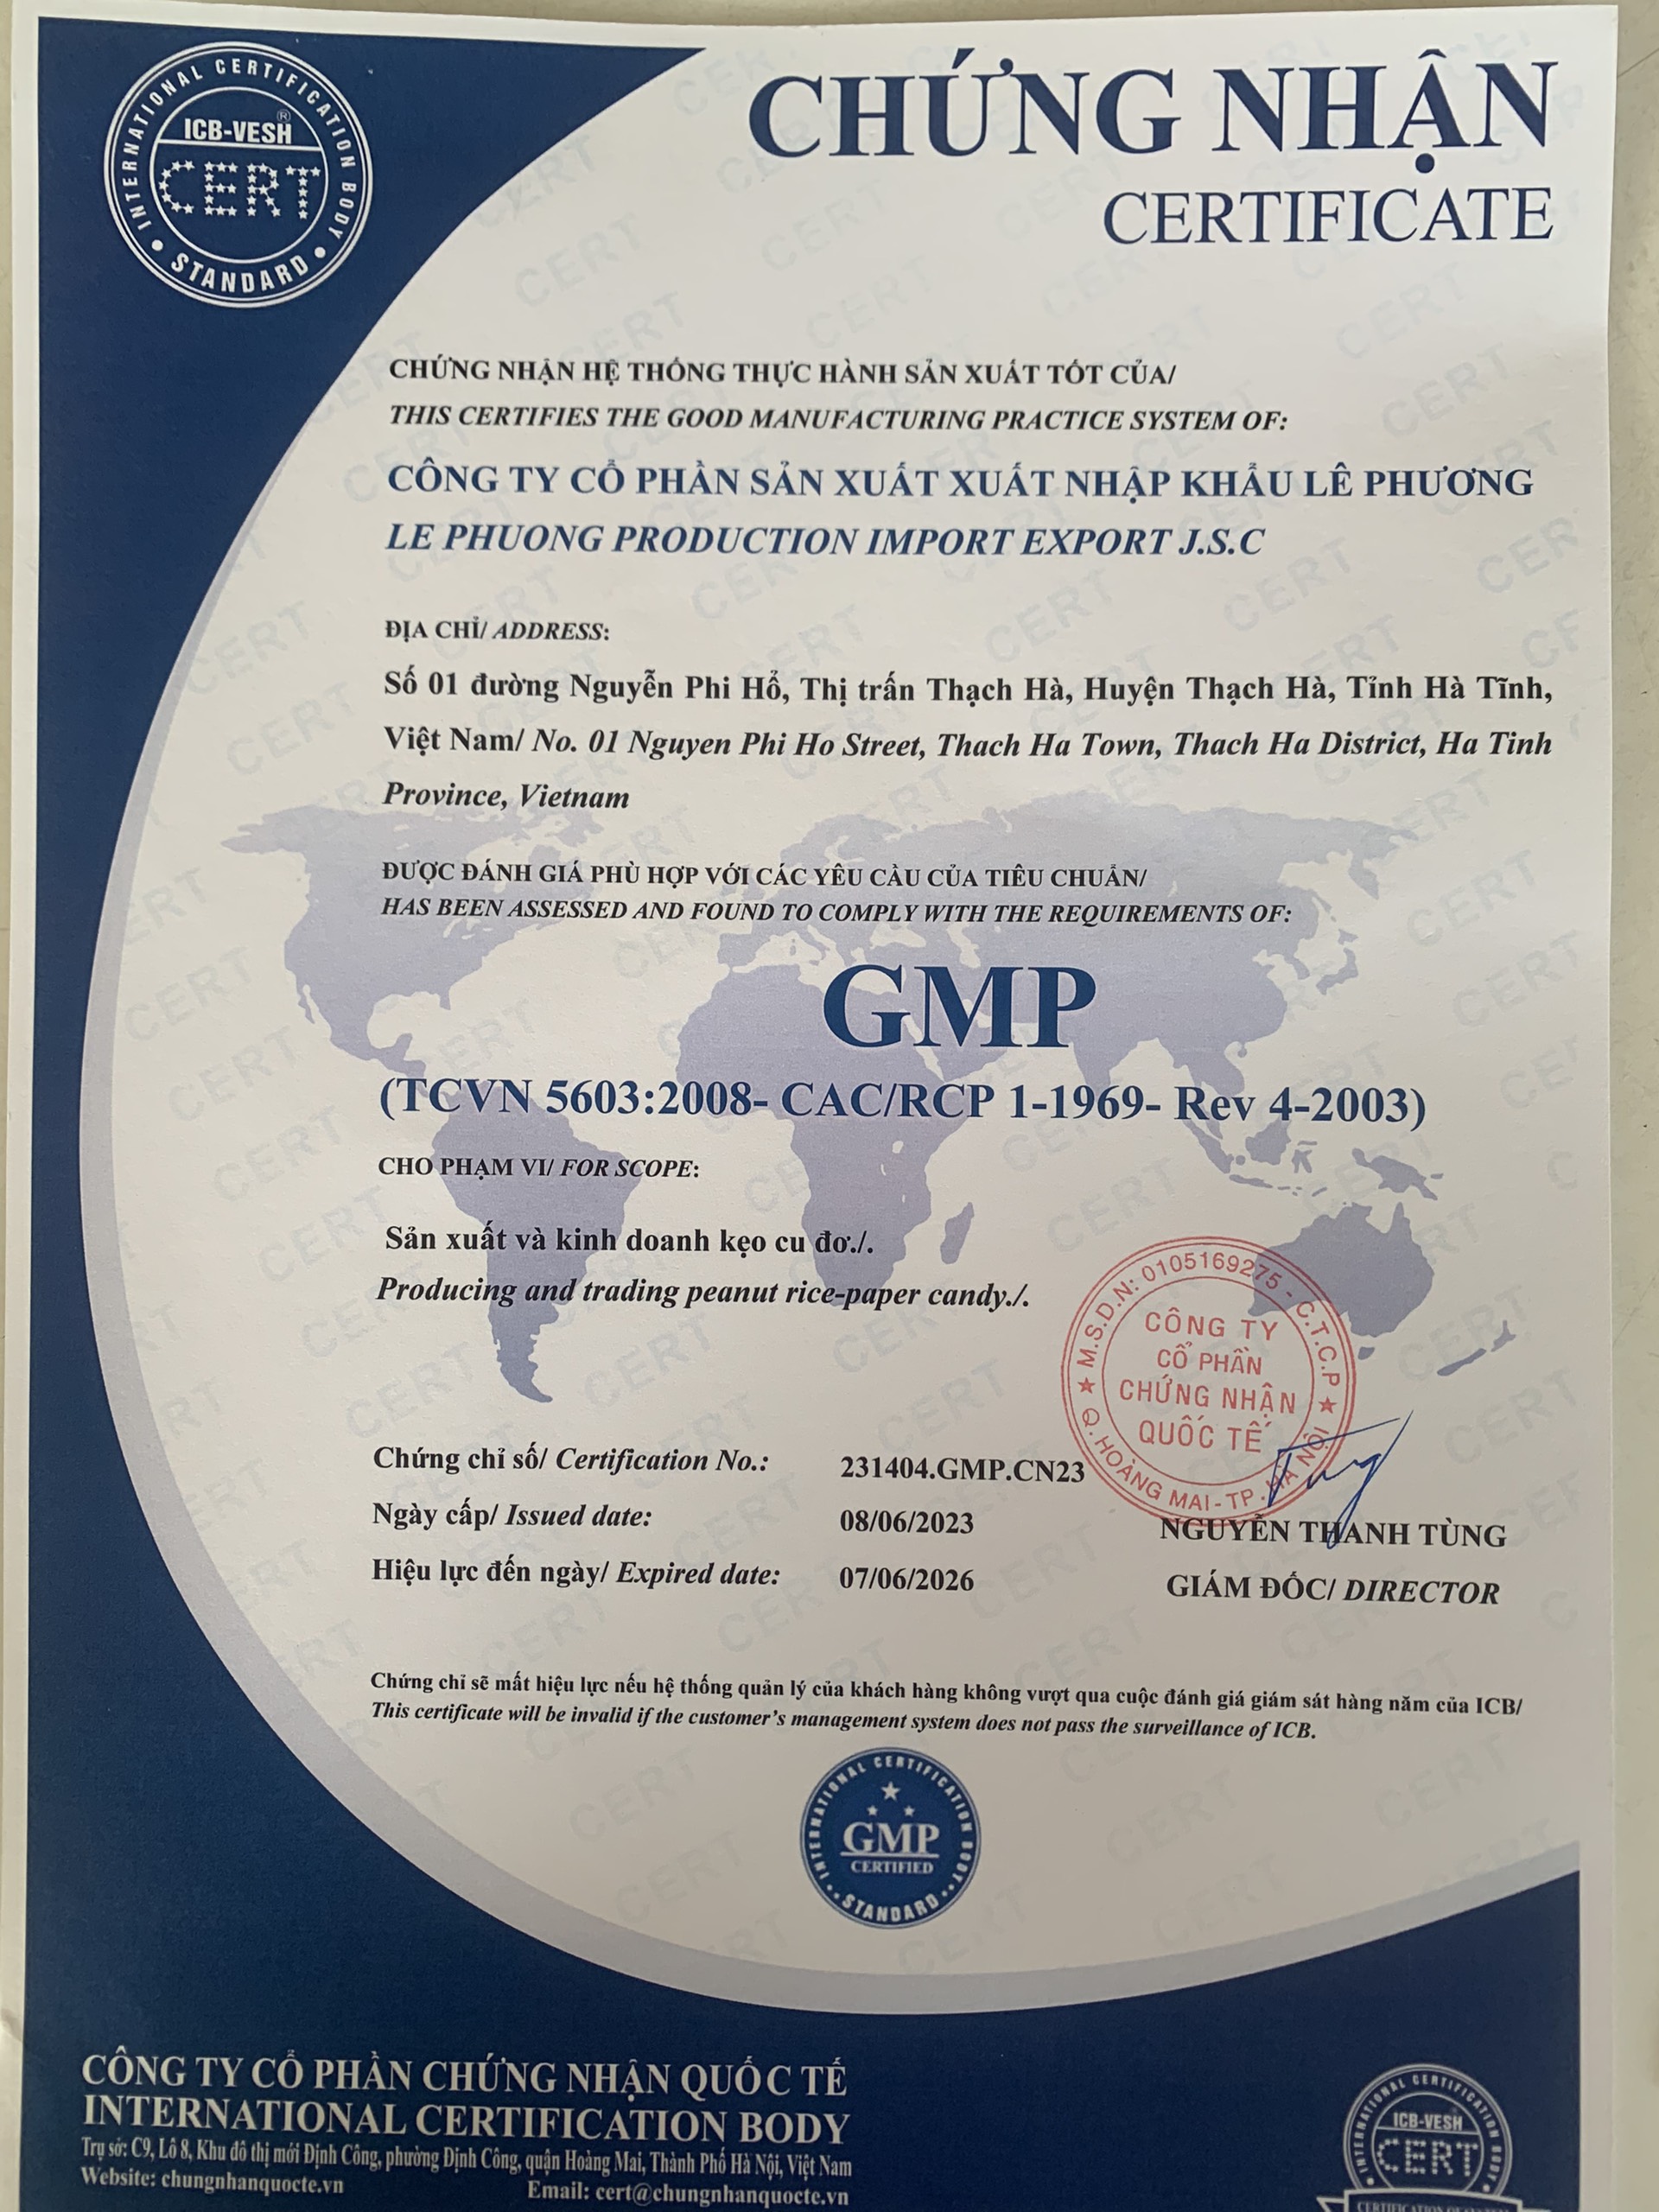 INTERNATIONAL CERTIFICATION BODY
ICB-VESH®
CERT
• STANDARD •
CHỨNG NHẬN
CERTIFICATE
CHỨNG NHẬN HỆ THỐNG THỰC HÀNH SẢN XUẤT TỐT CỦA/
THIS CERTIFIES THE GOOD MANUFACTURING PRACTICE SYSTEM OF:
CÔNG TY CỔ PHẦN SẢN XUẤT XUẤT NHẬP KHẨU LÊ PHƯƠNG
LE PHUONG PRODUCTION IMPORT EXPORT J.S.C
ĐỊA CHỈ/ ADDRESS:
Số 01 đường Nguyễn Phi Hổ, Thị trấn Thạch Hà, Huyện Thạch Hà, Tỉnh Hà Tĩnh,
Việt Nam/ No. 01 Nguyen Phi Ho Street, Thach Ha Town, Thach Ha District, Ha Tinh
Province, Vietnam
ĐƯỢC ĐÁNH GIÁ PHÙ HỢP VỚI CÁC YÊU CẦU CỦA TIÊU CHUẨN/
HAS BEEN ASSESSED AND FOUND TO COMPLY WITH THE REQUIREMENTS OF:
GMP
(TCVN 5603:2008- CAC/RCP 1-1969- Rev 4-2003)
CHO PHẠM VI/ FOR SCOPE:
Sản xuất và kinh doanh kẹo cu đơ./.
Producing and trading peanut rice-paper candy./.
M.S.D.N: 0105169275 - C.T.C.P
CÔNG TY
CỔ PHẦN
CHỨNG NHẬN
QUỐC TẾ
Q. HOÀNG MAI - TP. HÀ NỘI
Chứng chỉ số/ Certification No.: 231404.GMP.CN23
Ngày cấp/ Issued date: 08/06/2023
Hiệu lực đến ngày/ Expired date: 07/06/2026
NGUYỄN THANH TÙNG
GIÁM ĐỐC/ DIRECTOR
Chứng chỉ sẽ mất hiệu lực nếu hệ thống quản lý của khách hàng không vượt qua cuộc đánh giá giám sát hàng năm của ICB/
This certificate will be invalid if the customer's management system does not pass the surveillance of ICB.
INTERNATIONAL CERTIFICATION BODY
GMP
CERTIFIED
STANDARD
CÔNG TY CỔ PHẦN CHỨNG NHẬN QUỐC TẾ
INTERNATIONAL CERTIFICATION BODY
Trụ sở: C9, Lô 8, Khu đô thị mới Định Công, phường Định Công, quận Hoàng Mai, Thành Phố Hà Nội, Việt Nam
Website: chungnhanquocte.vn Email: cert@chungnhanquocte.vn
INTERNATIONAL CERTIFICATION BODY
ICB-VESH
CERT